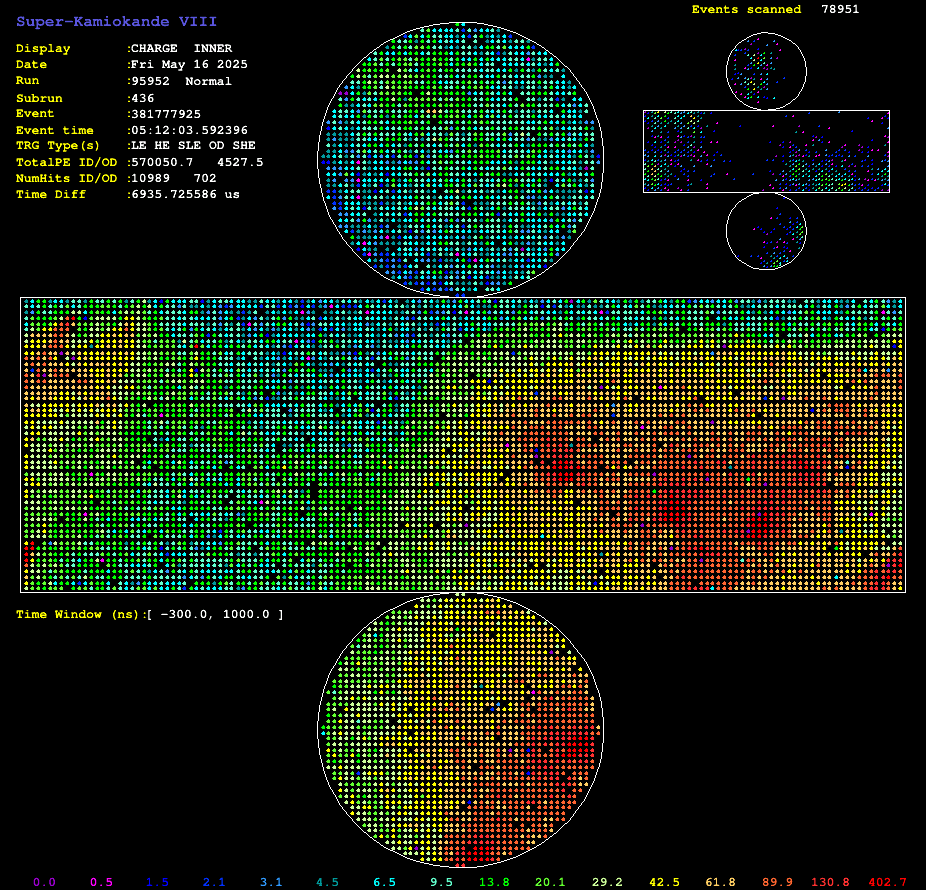 Events scanned 78951
Super-Kamiokande VIII
Display :CHARGE INNER
Date :Fri May 16 2025
Run :95952 Normal
Subrun :436
Event :381777925
Event time :05:12:03.592396
TRG Type(s) :LE HE SLE OD SHE
TotalPE ID/OD :570050.7 4527.5
NumHits ID/OD :10989 702
Time Diff :6935.725586 us
Time Window (ns):[ -300.0, 1000.0 ]
0.0 0.5 1.5 2.1 3.1 4.5 6.5 9.5 13.8 20.1 29.2 42.5 61.8 89.9 130.8 402.7